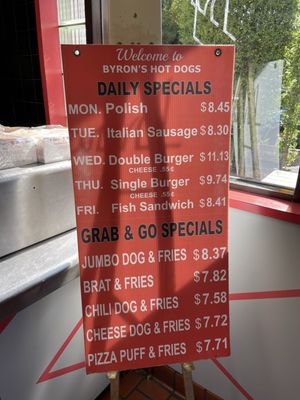 Welcome to
BYRON'S HOT DOGS
DAILY SPECIALS
MON. Polish $8.45
TUE. Italian Sausage $8.30
WED. Double Burger $11.13
CHEESE .55¢
THU. Single Burger $9.74
CHEESE .55¢
FRI. Fish Sandwich $8.41
GRAB & GO SPECIALS
JUMBO DOG & FRIES $8.37
BRAT & FRIES $7.82
CHILI DOG & FRIES $7.58
CHEESE DOG & FRIES $7.72
PIZZA PUFF & FRIES $7.71